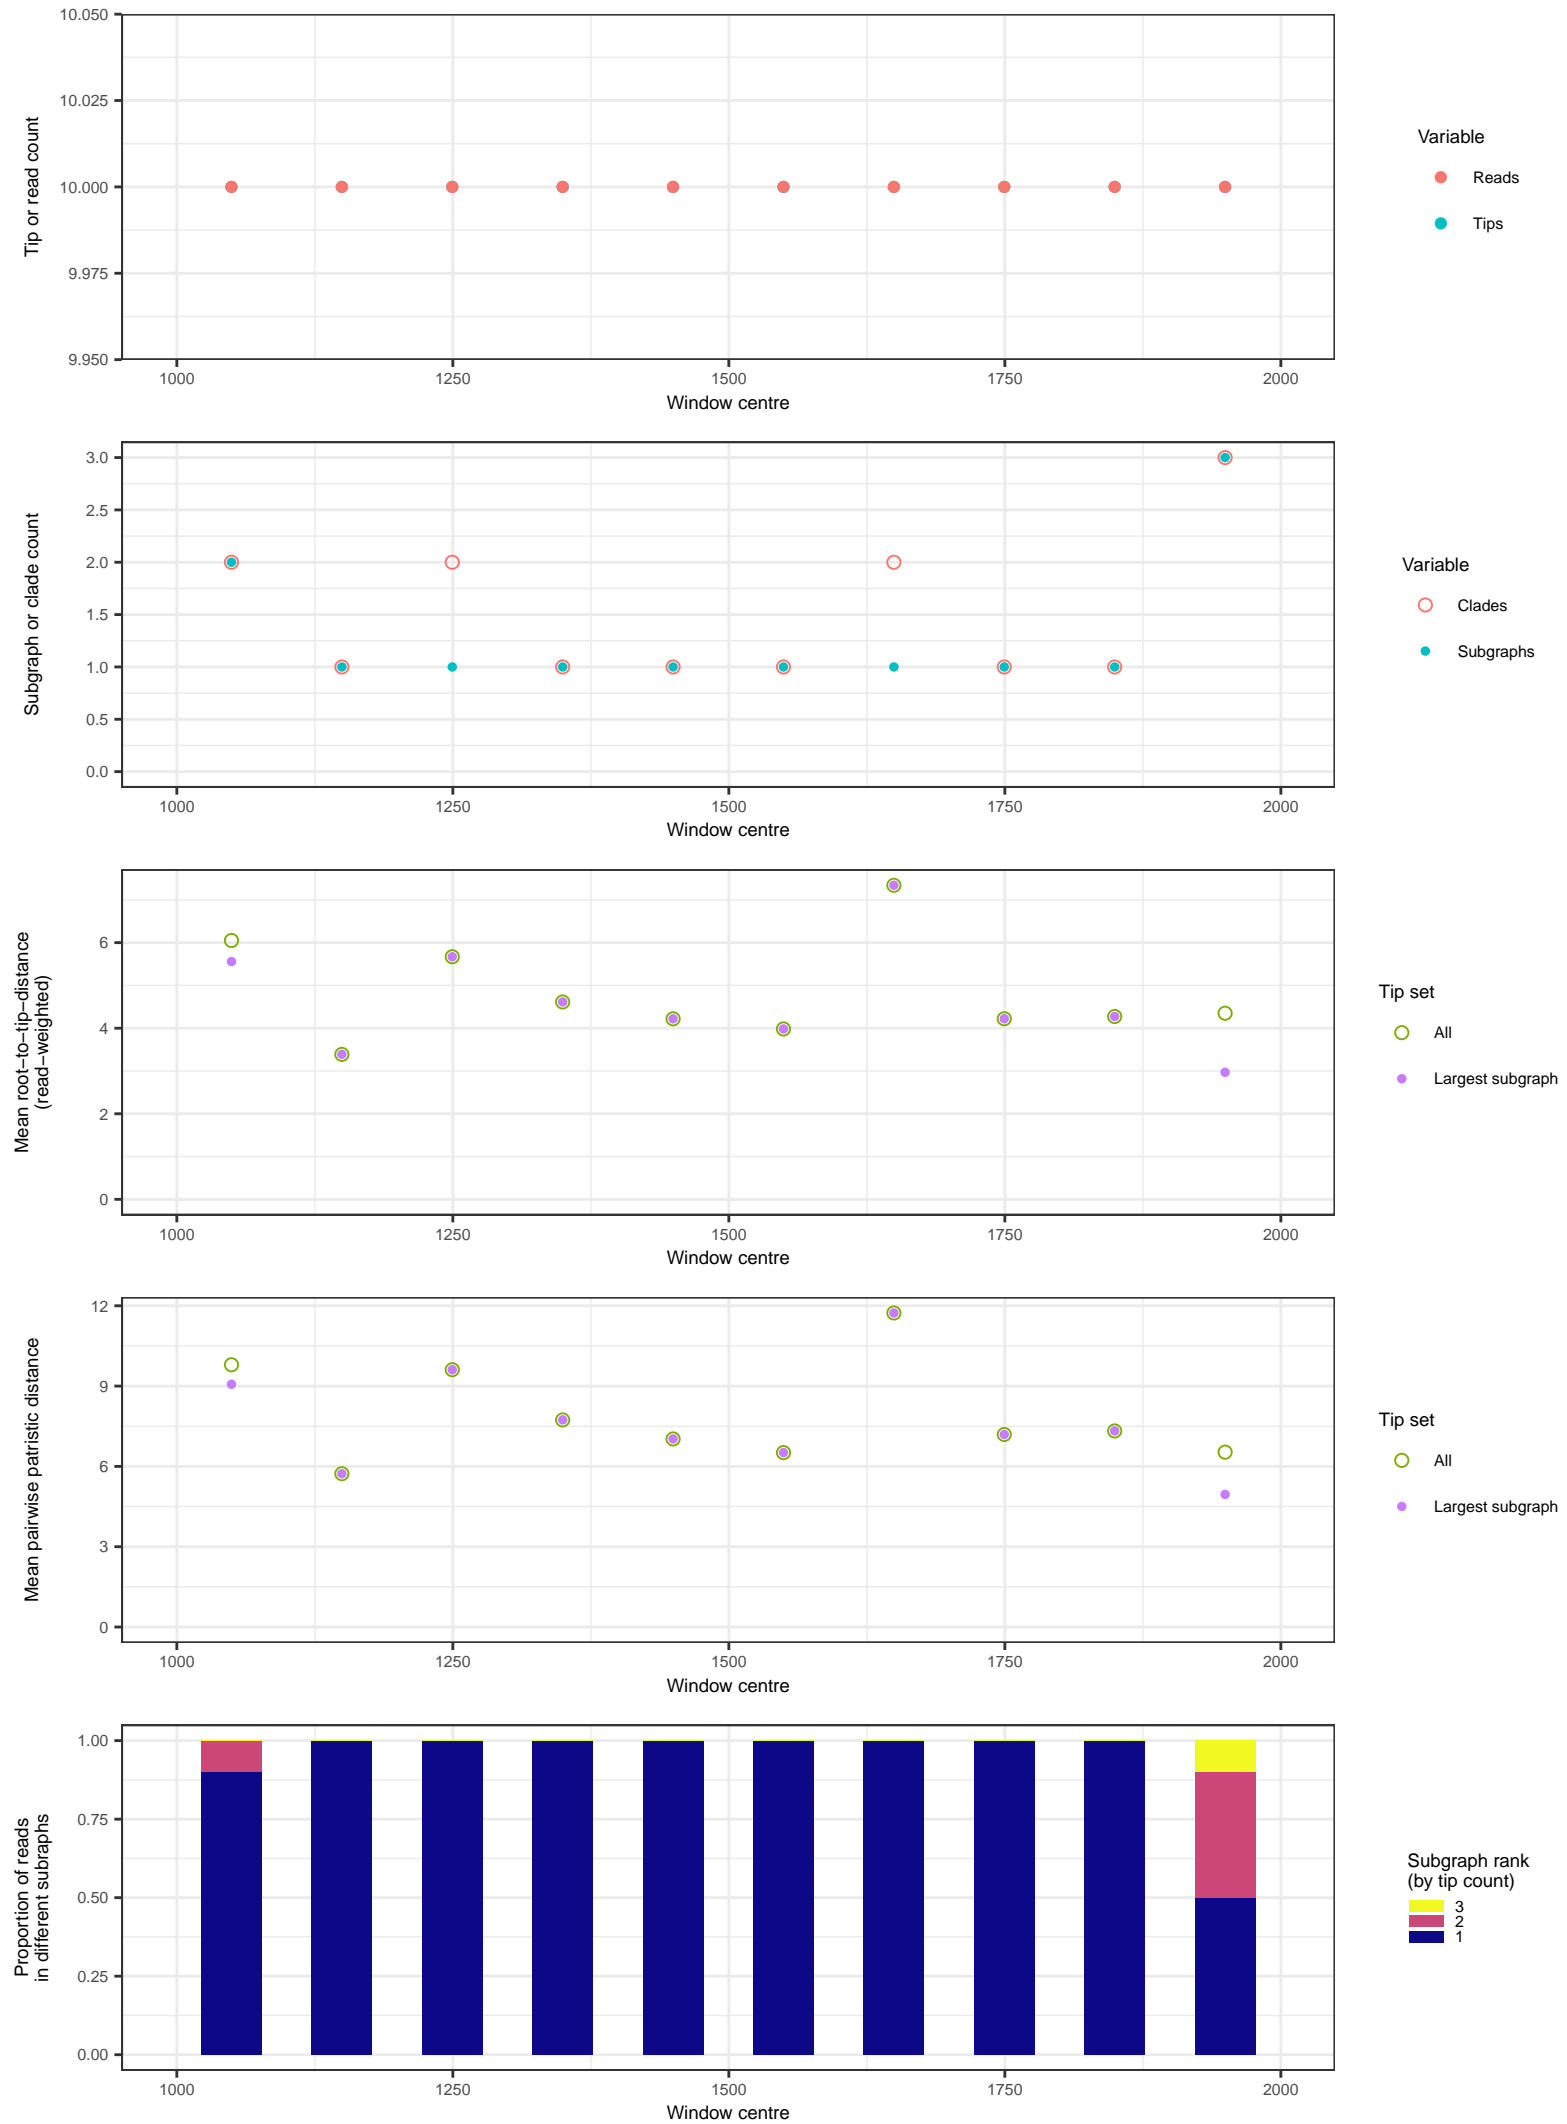 10.050
10.025
10.000
9.975
9.950
Tip or read count
1000 1250 1500 1750 2000
Window centre
Variable
Reads
Tips
3.0
2.5
2.0
1.5
1.0
0.5
0.0
Subgraph or clade count
1000 1250 1500 1750 2000
Window centre
Variable
Clades
Subgraphs
6
4
2
0
Mean root−to−tip−distance
(read−weighted)
1000 1250 1500 1750 2000
Window centre
Tip set
All
Largest subgraph
12
9
6
3
0
Mean pairwise patristic distance
1000 1250 1500 1750 2000
Window centre
Tip set
All
Largest subgraph
1.00
0.75
0.50
0.25
0.00
Proportion of reads
in different subraphs
1000 1250 1500 1750 2000
Window centre
Subgraph rank
(by tip count)
3
2
1